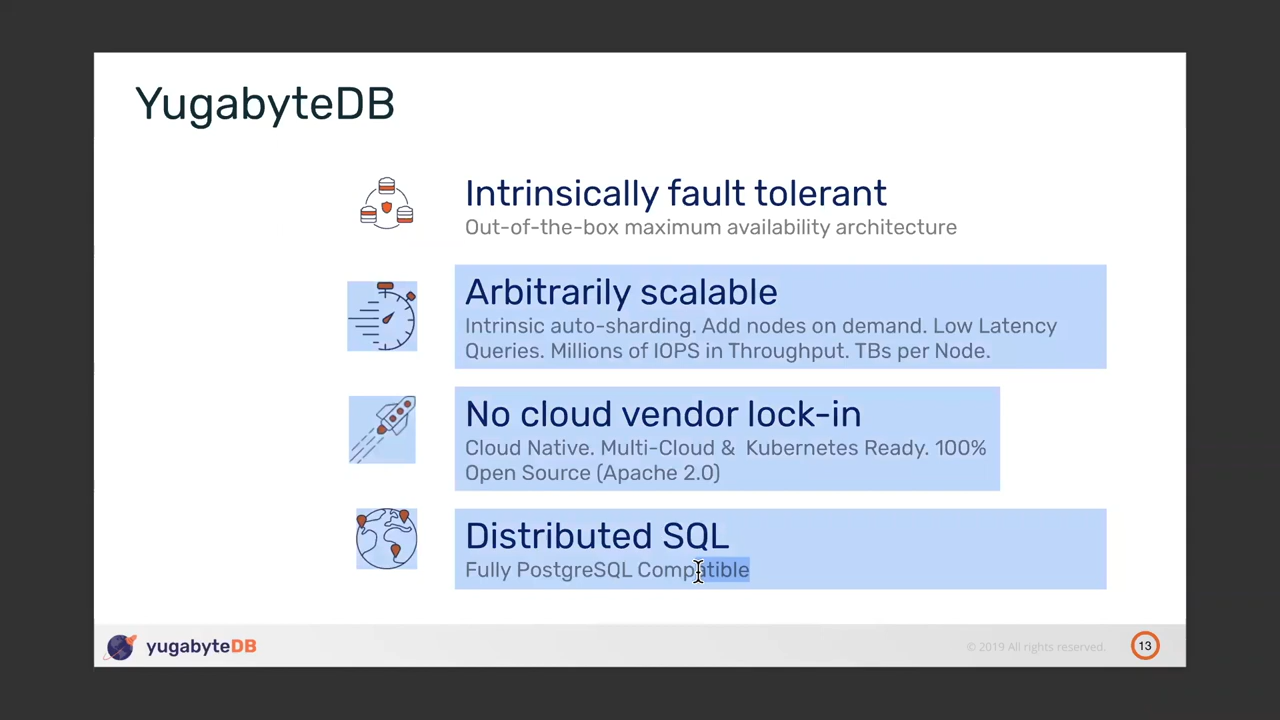 YugabyteDB
Intrinsically fault tolerant
Out-of-the-box maximum availability architecture
Arbitrarily scalable
Intrinsic auto-sharding. Add nodes on demand. Low Latency
Queries. Millions of IOPS in Throughput. TBs per Node.
No cloud vendor lock-in
Cloud Native. Multi-Cloud & Kubernetes Ready. 100%
Open Source (Apache 2.0)
Distributed SQL
Fully PostgreSQL Compatible
yugabyteDB
© 2019 All rights reserved.
13